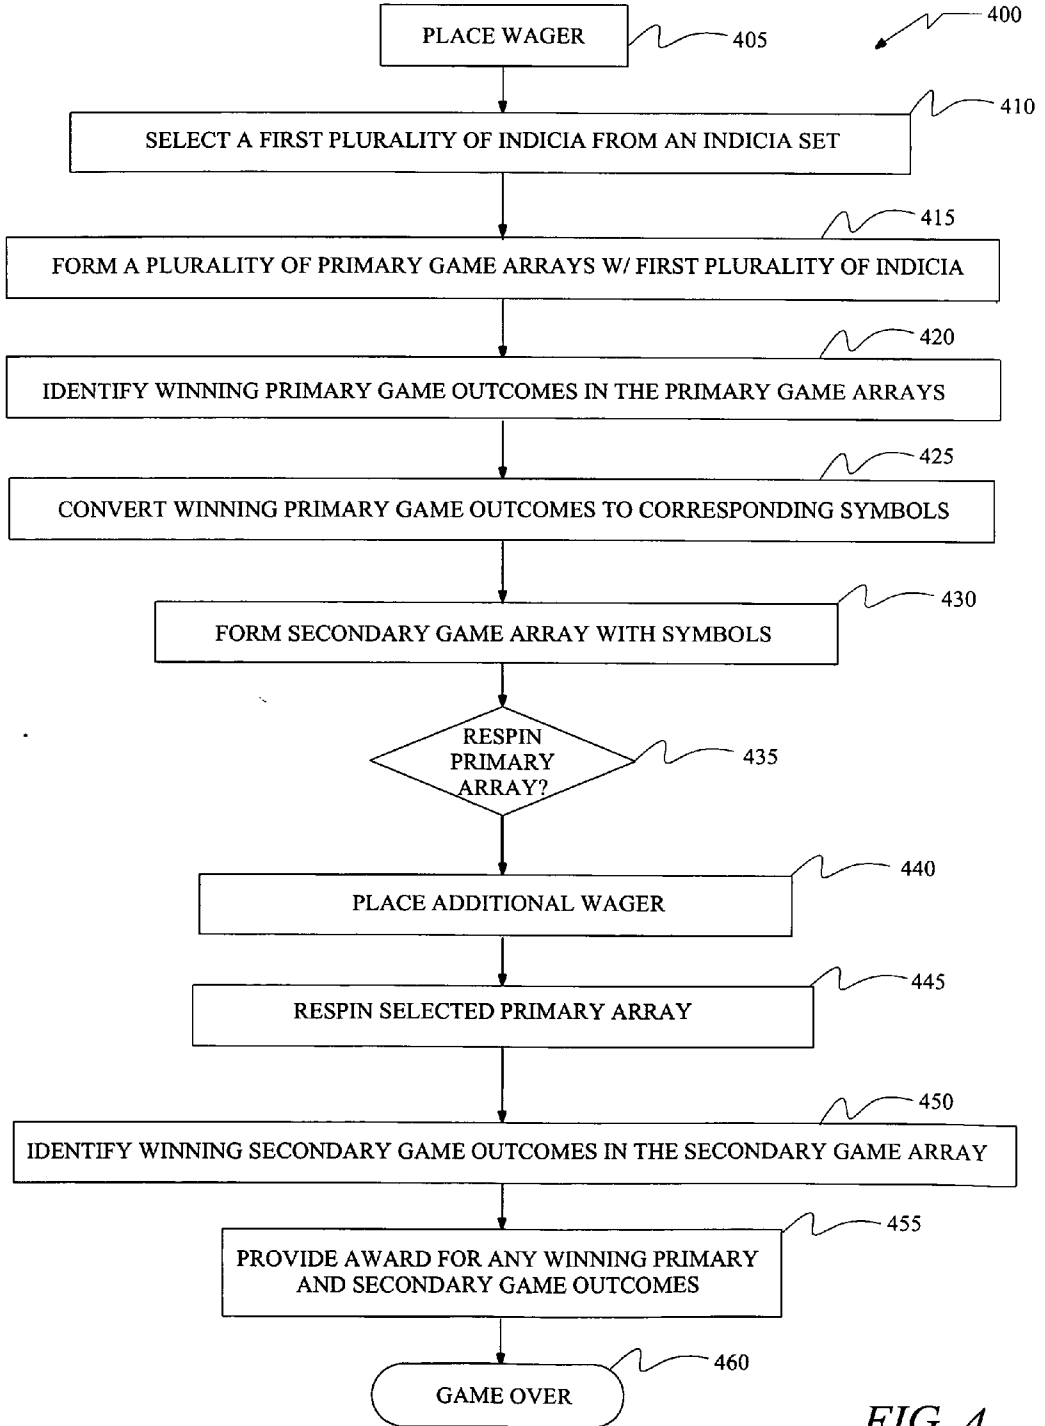 400
PLACE WAGER
405
410
SELECT A FIRST PLURALITY OF INDICIA FROM AN INDICIA SET
415
FORM A PLURALITY OF PRIMARY GAME ARRAYS W/ FIRST PLURALITY OF INDICIA
420
IDENTIFY WINNING PRIMARY GAME OUTCOMES IN THE PRIMARY GAME ARRAYS
425
CONVERT WINNING PRIMARY GAME OUTCOMES TO CORRESPONDING SYMBOLS
430
FORM SECONDARY GAME ARRAY WITH SYMBOLS
RESPIN
PRIMARY
ARRAY?
435
440
PLACE ADDITIONAL WAGER
445
RESPIN SELECTED PRIMARY ARRAY
450
IDENTIFY WINNING SECONDARY GAME OUTCOMES IN THE SECONDARY GAME ARRAY
455
PROVIDE AWARD FOR ANY WINNING PRIMARY
AND SECONDARY GAME OUTCOMES
460
GAME OVER
FIG. 4